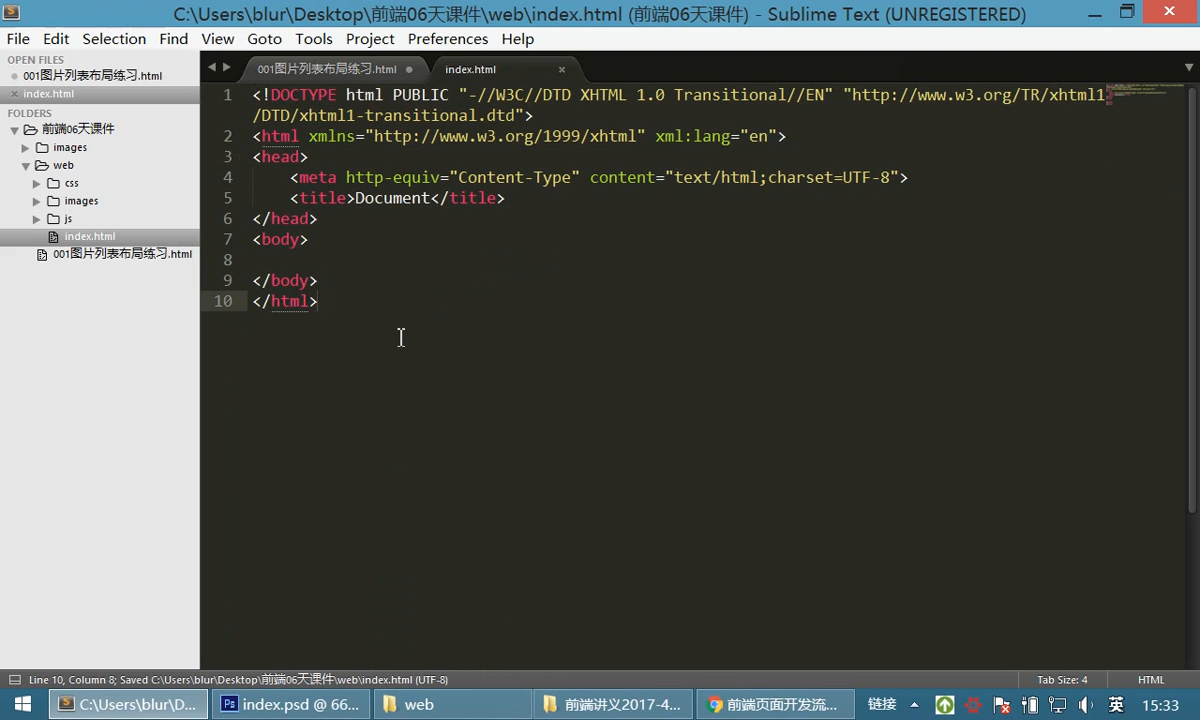 C:\Users\blur\Desktop\前端06天课件\web\index.html (前端06天课件) - Sublime Text (UNREGISTERED)
File Edit Selection Find View Goto Tools Project Preferences Help
OPEN FILES
001图片列表布局练习.html
index.html
FOLDERS
前端06天课件
images
web
css
images
js
index.html
001图片列表布局练习.html
001图片列表布局练习.html index.html
1 <!DOCTYPE html PUBLIC "-//W3C//DTD XHTML 1.0 Transitional//EN" "http://www.w3.org/TR/xhtml1
/DTD/xhtml1-transitional.dtd">
2 <html xmlns="http://www.w3.org/1999/xhtml" xml:lang="en">
3 <head>
4 <meta http-equiv="Content-Type" content="text/html;charset=UTF-8">
5 <title>Document</title>
6 </head>
7 <body>
8
9 </body>
10 </html>
Line 10, Column 8; Saved C:\Users\blur\Desktop\前端06天课件\web\index.html (UTF-8) Tab Size: 4 HTML
C:\Users\blur\D... index.psd @ 66... web 前端讲义2017-4... 前端页面开发流... 链接 英 15:33